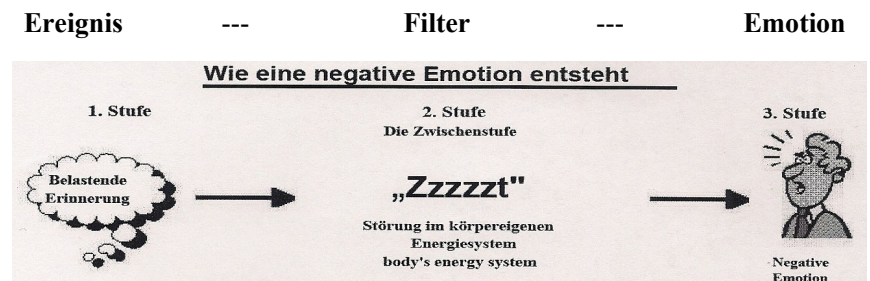 Ereignis --- Filter --- Emotion
Wie eine negative Emotion entsteht
1. Stufe
2. Stufe
Die Zwischenstufe
3. Stufe
Belastende
Erinnerung
„Zzzzzt"
Störung im körpereigenen
Energiesystem
body's energy system
Negative
Emotion